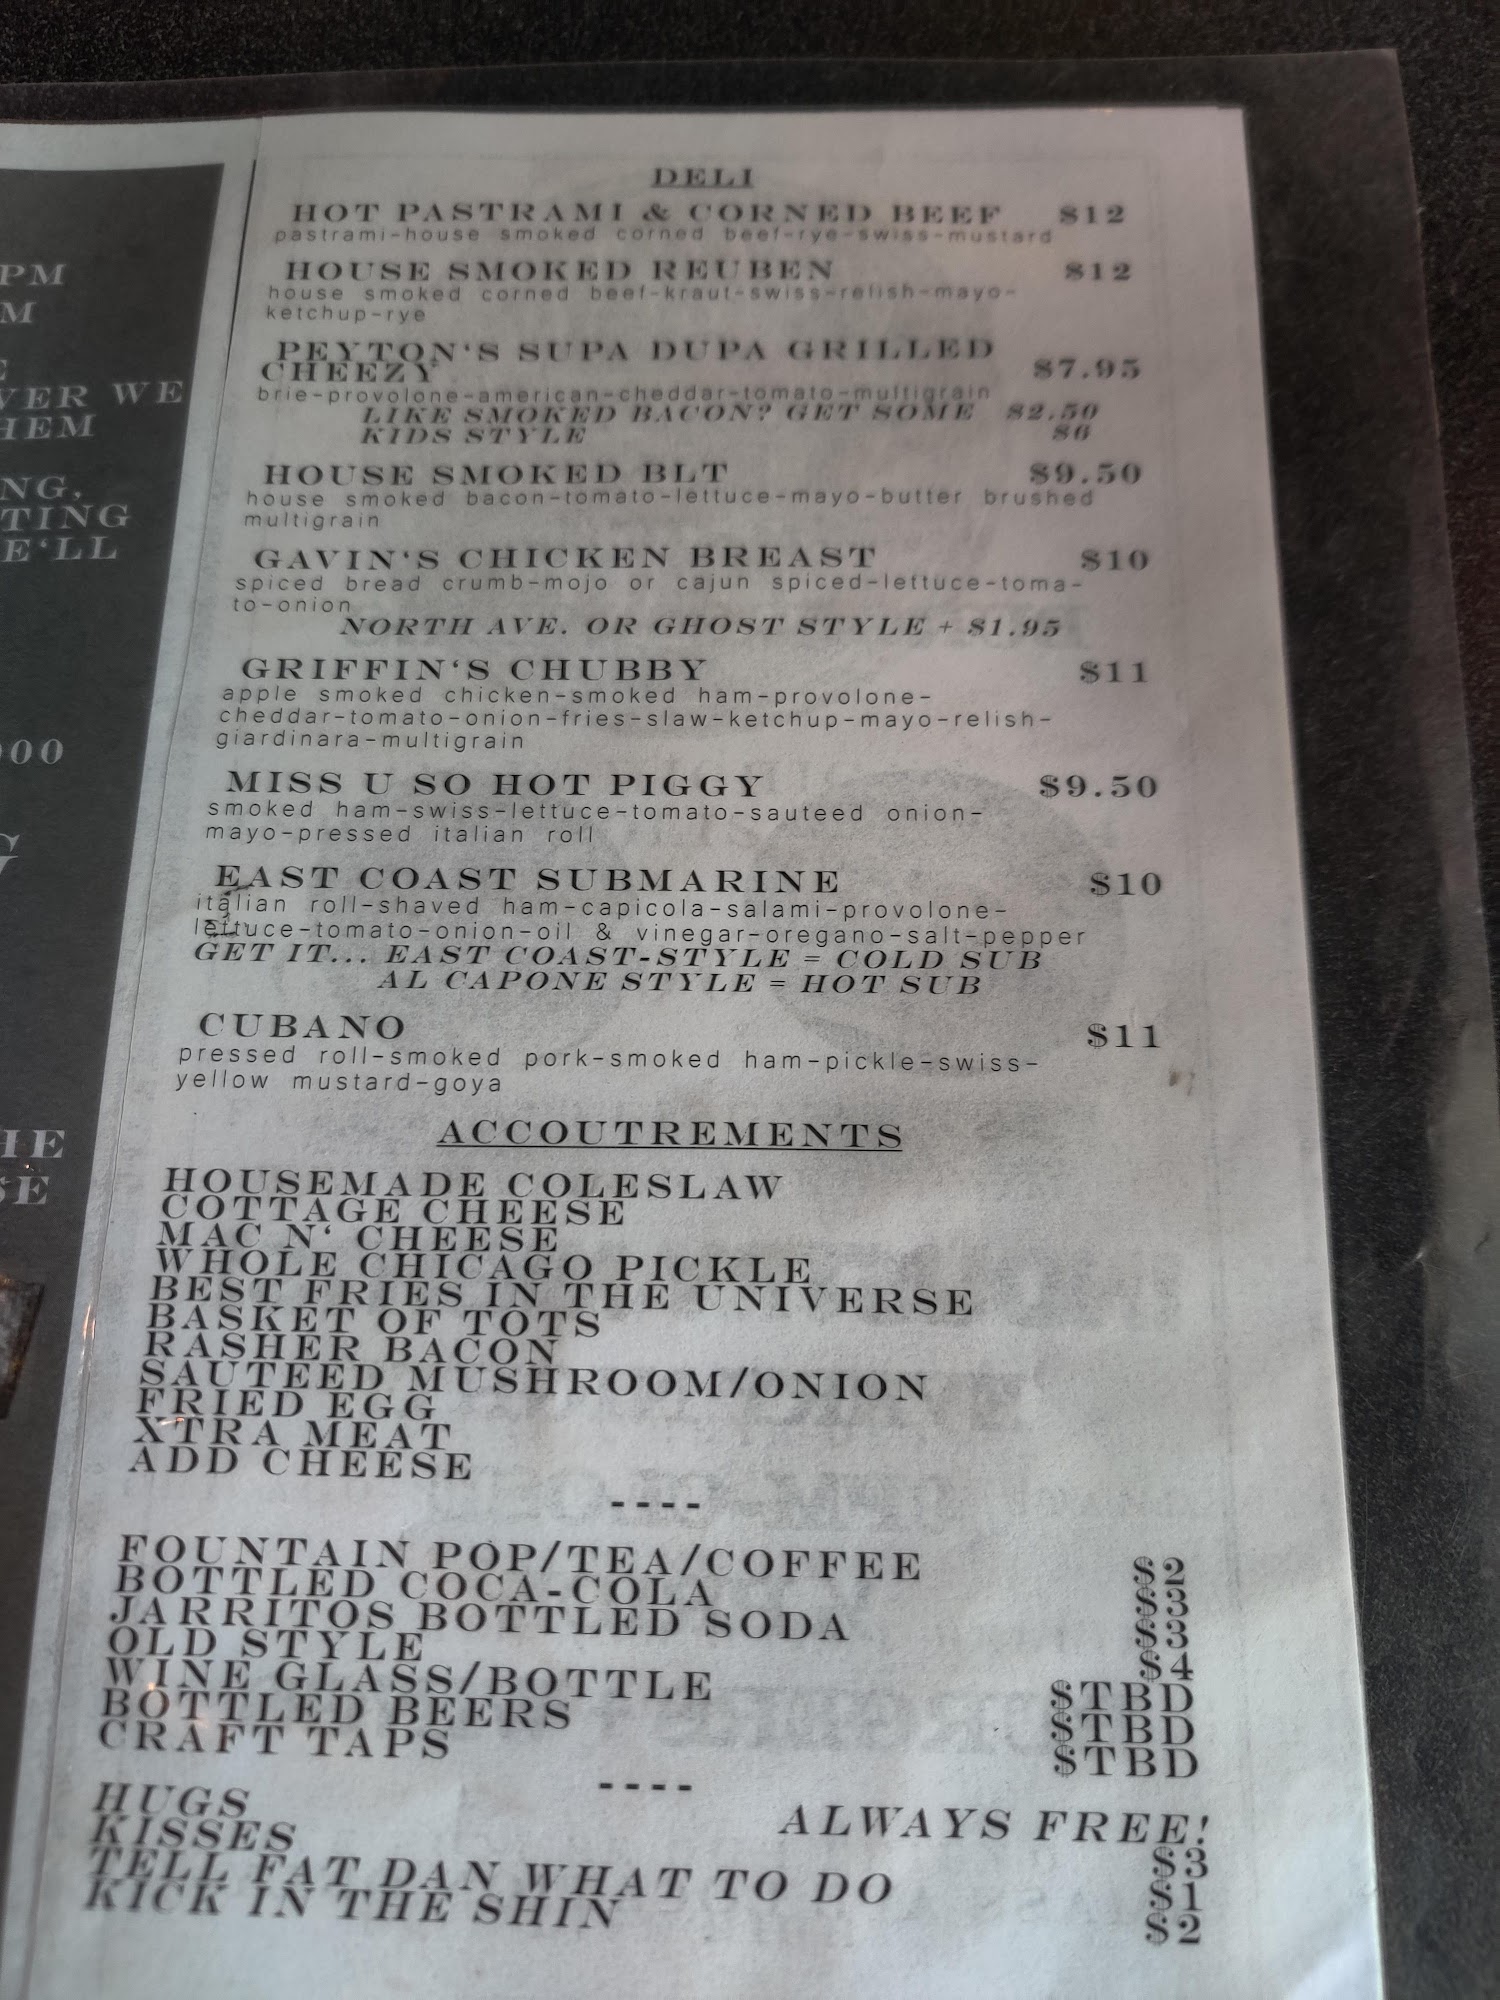 PM
M
E
VER WE
HEM
NG,
TING
E'LL
000
G
HE
SE
DELI
HOT PASTRAMI & CORNED BEEF $12
pastrami-house smoked corned beef-rye-swiss-mustard
HOUSE SMOKED REUBEN $12
house smoked corned beef-kraut-swiss-relish-mayo-
ketchup-rye
PEYTON'S SUPA DUPA GRILLED
CHEEZY $7.95
brie-provolone-american-cheddar-tomato-multigrain
LIKE SMOKED BACON? GET SOME $2.50
KIDS STYLE $6
HOUSE SMOKED BLT $9.50
house smoked bacon-tomato-lettuce-mayo-butter brushed
multigrain
GAVIN'S CHICKEN BREAST $10
spiced bread crumb-mojo or cajun spiced-lettuce-toma-
to-onion
NORTH AVE. OR GHOST STYLE + $1.95
GRIFFIN'S CHUBBY $11
apple smoked chicken-smoked ham-provolone-
cheddar-tomato-onion-fries-slaw-ketchup-mayo-relish-
giardinara-multigrain
MISS U SO HOT PIGGY $9.50
smoked ham-swiss-lettuce-tomato-sauteed onion-
mayo-pressed italian roll
EAST COAST SUBMARINE $10
italian roll-shaved ham-capicola-salami-provolone-
lettuce-tomato-onion-oil & vinegar-oregano-salt-pepper
GET IT... EAST COAST-STYLE = COLD SUB
AL CAPONE STYLE = HOT SUB
CUBANO $11
pressed roll-smoked pork-smoked ham-pickle-swiss-
yellow mustard-goya
ACCOUTREMENTS
HOUSEMADE COLESLAW
COTTAGE CHEESE
MAC N' CHEESE
WHOLE CHICAGO PICKLE
BEST FRIES IN THE UNIVERSE
BASKET OF TOTS
RASHER BACON
SAUTEED MUSHROOM/ONION
FRIED EGG
XTRA MEAT
ADD CHEESE
----
FOUNTAIN POP/TEA/COFFEE $2
BOTTLED COCA-COLA $3
JARRITOS BOTTLED SODA $3
OLD STYLE $4
WINE GLASS/BOTTLE $TBD
BOTTLED BEERS $TBD
CRAFT TAPS $TBD
----
HUGS ALWAYS FREE!
KISSES $3
TELL FAT DAN WHAT TO DO $1
KICK IN THE SHIN $2